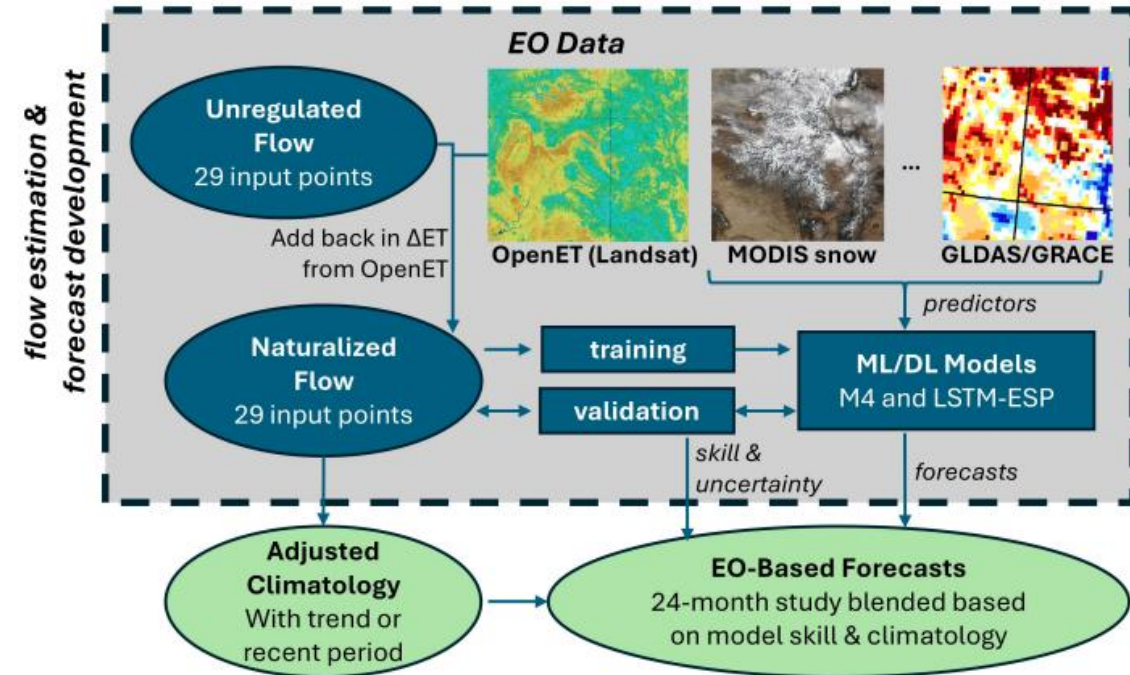 flow estimation &
forecast development
EO Data
Unregulated
Flow
29 input points
OpenET (Landsat)
MODIS snow
...
GLDAS/GRACE
Add back in ΔET
from OpenET
predictors
Naturalized
Flow
29 input points
training
validation
ML/DL Models
M4 and LSTM-ESP
skill &
uncertainty
forecasts
Adjusted
Climatology
With trend or
recent period
EO-Based Forecasts
24-month study blended based
on model skill & climatology